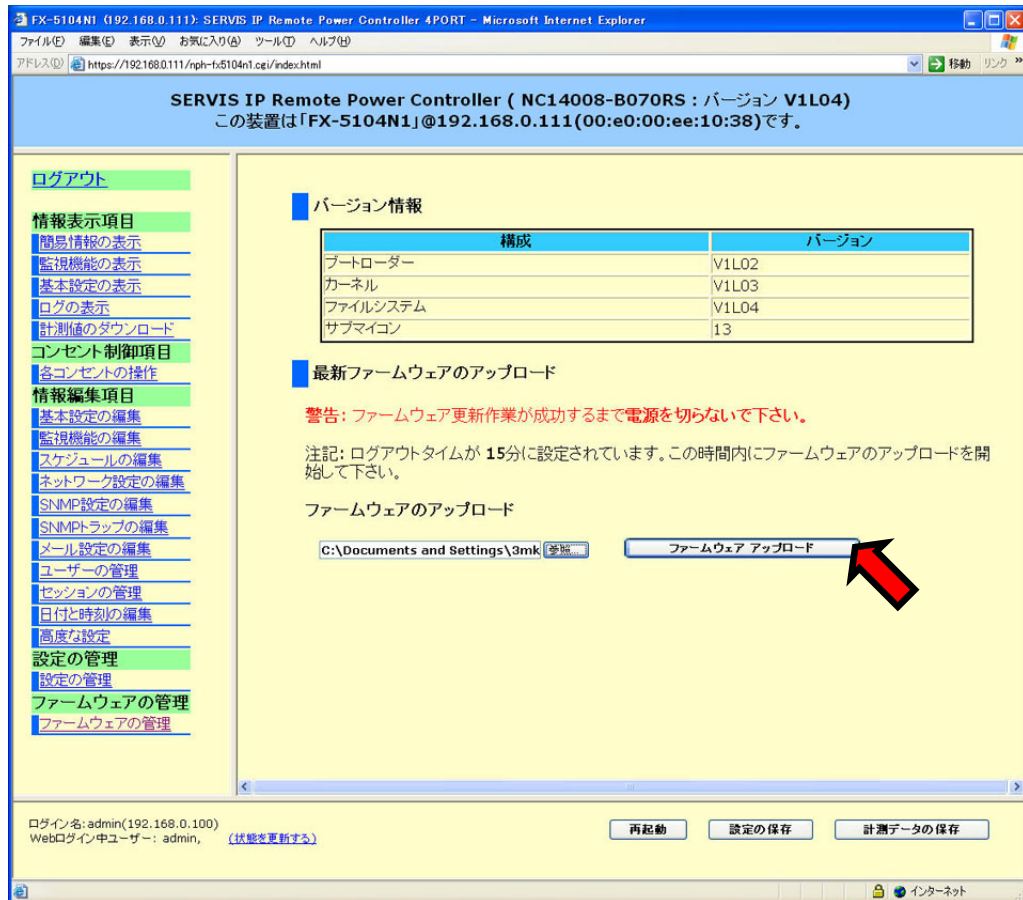 FX-5104N1 (192.168.0.111): SERVIS IP Remote Power Controller 4PORT - Microsoft Internet Explorer
ファイル(F) 編集(E) 表示(V) お気に入り(A) ツール(T) ヘルプ(H)
アドレス(D) https://192.168.0.111/nph-fx5104n1.cgi/index.html 移動 リンク »
SERVIS IP Remote Power Controller ( NC14008-B070RS : バージョン V1L04)
この装置は「FX-5104N1」@192.168.0.111(00:e0:00:ee:10:38)です。
ログアウト
情報表示項目
簡易情報の表示
監視機能の表示
基本設定の表示
ログの表示
計測値のダウンロード
コンセント制御項目
各コンセントの操作
情報編集項目
基本設定の編集
監視機能の編集
スケジュールの編集
ネットワーク設定の編集
SNMP設定の編集
SNMPトラップの編集
メール設定の編集
ユーザーの管理
セッションの管理
日付と時刻の編集
高度な設定
設定の管理
設定の管理
ファームウェアの管理
ファームウェアの管理
バージョン情報
構成 バージョン
ブートローダー V1L02
カーネル V1L03
ファイルシステム V1L04
サブマイコン 13
最新ファームウェアのアップロード
警告: ファームウェア更新作業が成功するまで電源を切らないで下さい。
注記: ログアウトタイムが 15分に設定されています。この時間内にファームウェアのアップロードを開
始して下さい。
ファームウェアのアップロード
C:\Documents and Settings\3mk 参照... ファームウェア アップロード
ログイン名:admin(192.168.0.100)
Webログイン中ユーザー: admin, (状態を更新する)
再起動 設定の保存 計測データの保存
インターネット